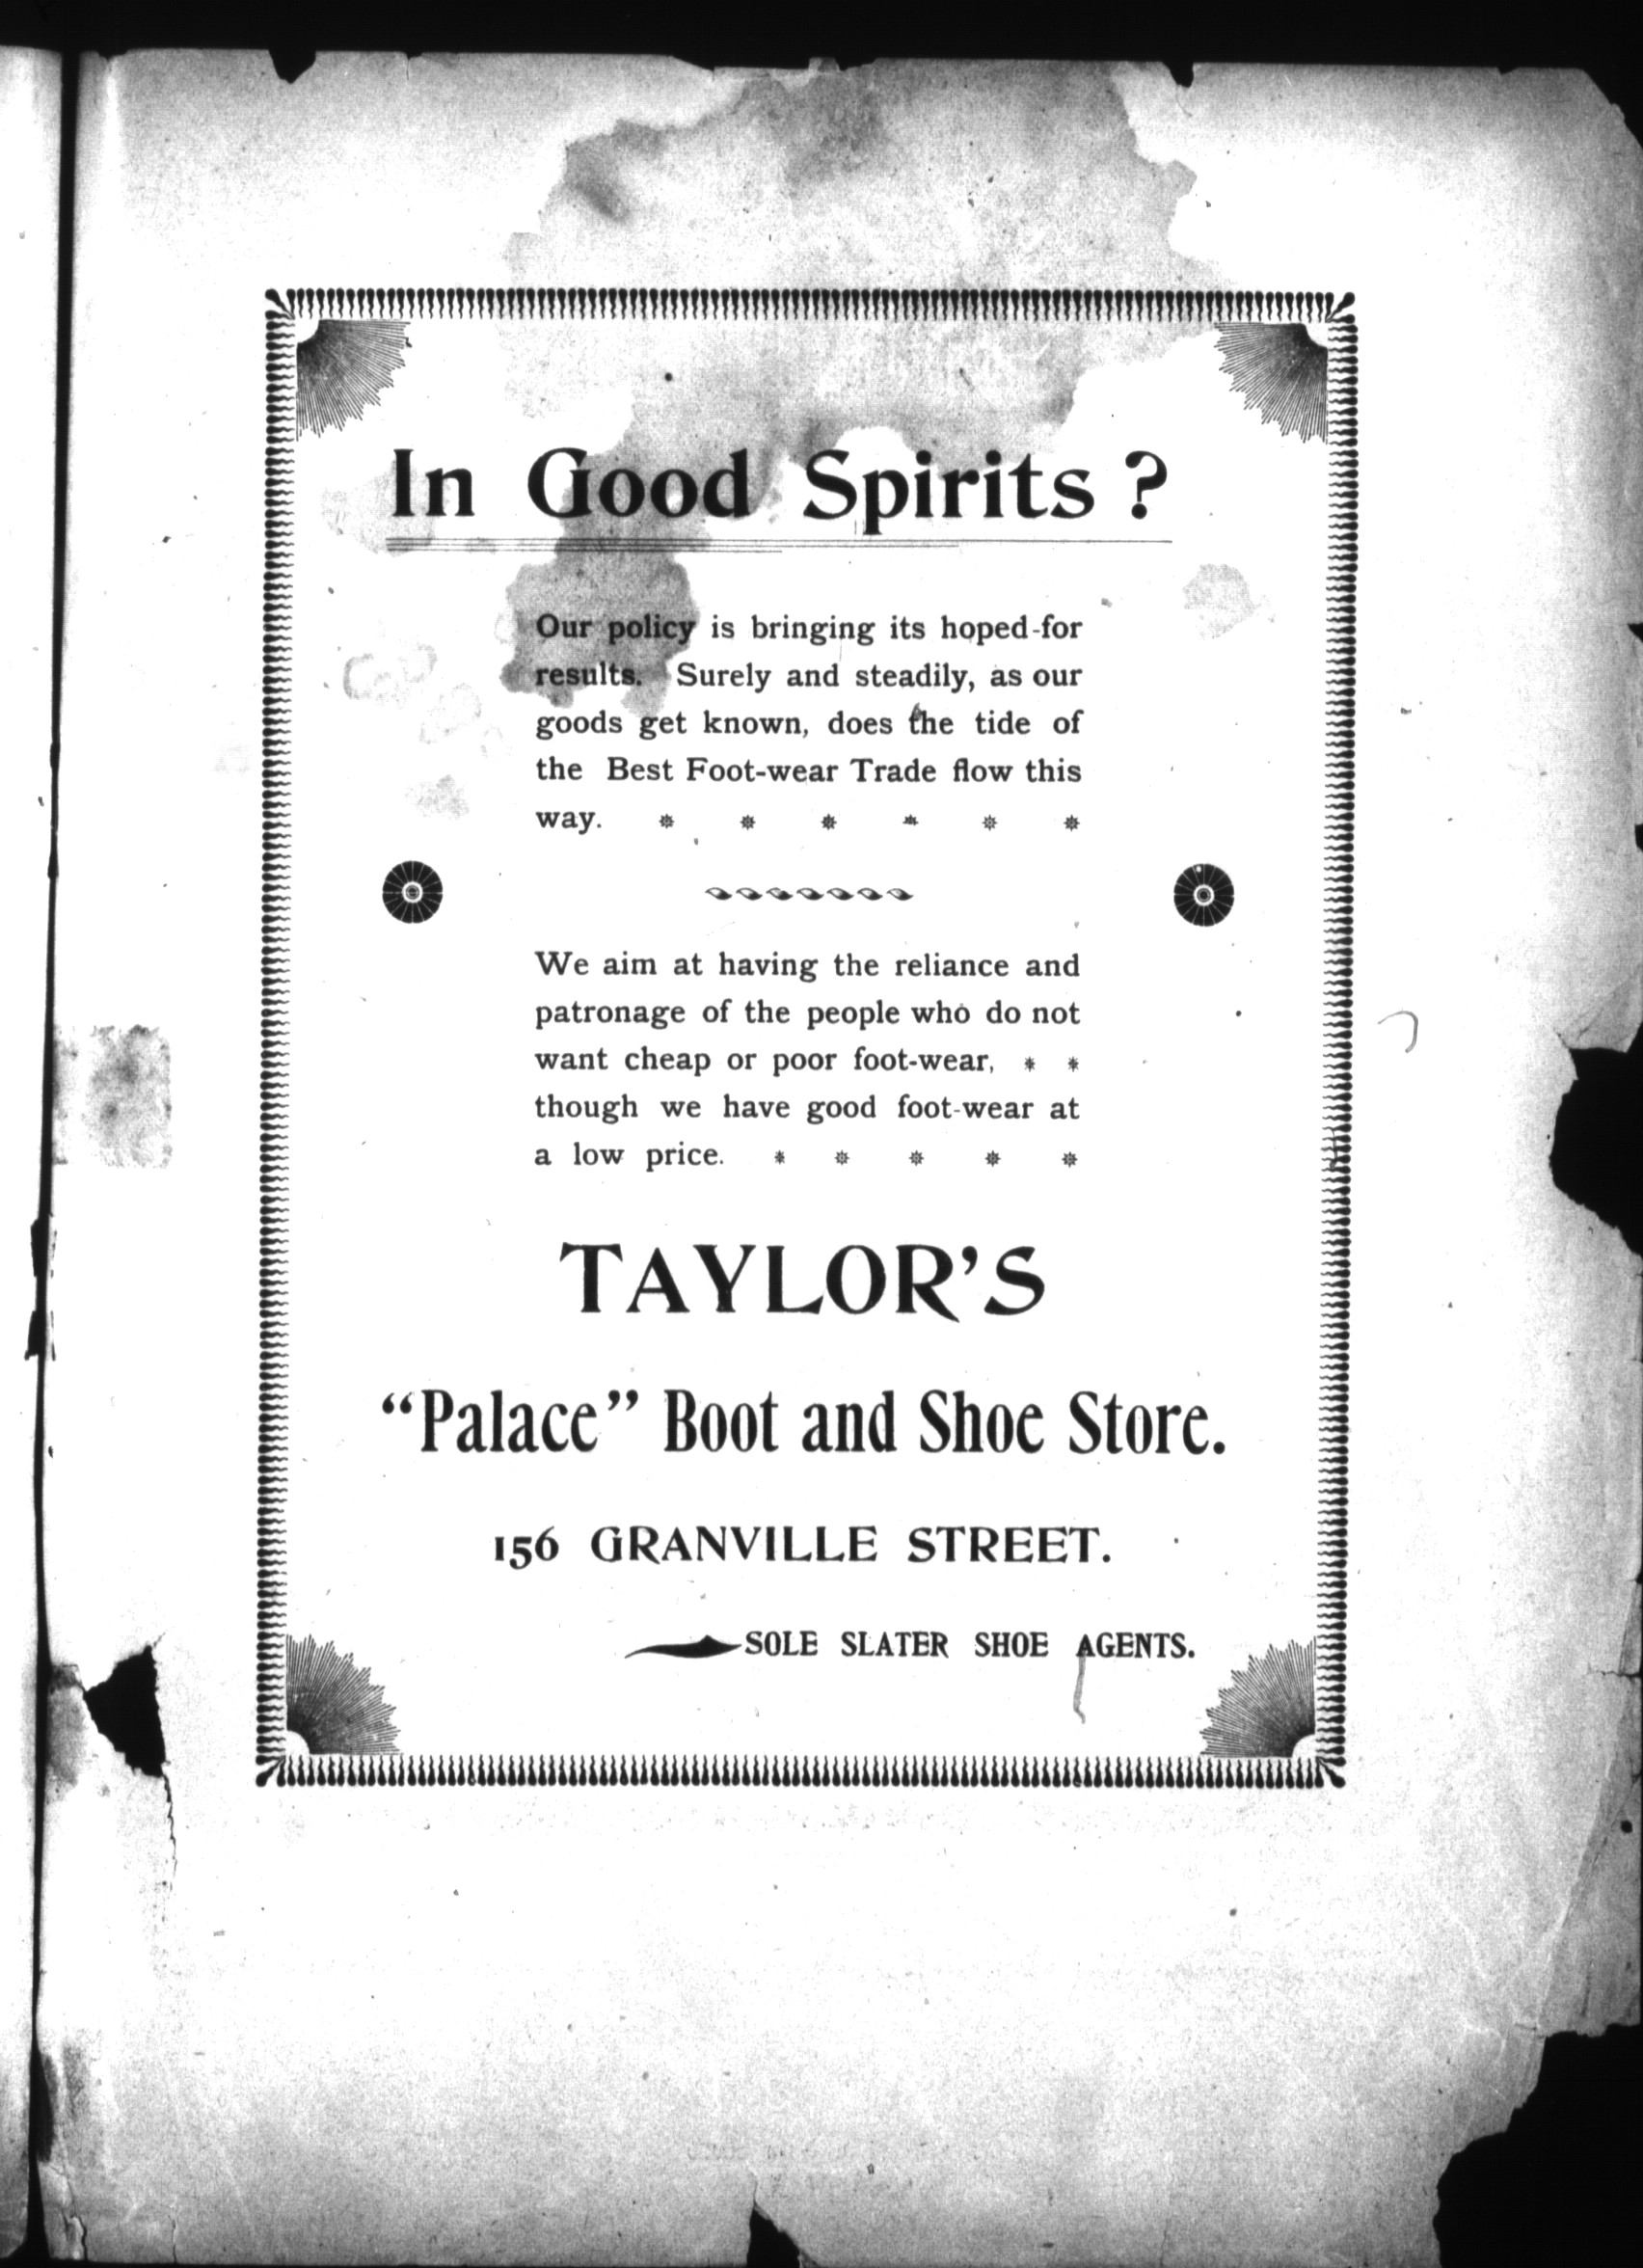 In Good Spirits ?
Our policy is bringing its hoped-for
results. Surely and steadily, as our
goods get known, does the tide of
the Best Foot-wear Trade flow this
way. * * * * * *
We aim at having the reliance and
patronage of the people who do not
want cheap or poor foot-wear, * *
though we have good foot-wear at
a low price. * * * * *
TAYLOR'S
“Palace” Boot and Shoe Store.
156 GRANVILLE STREET.
SOLE SLATER SHOE AGENTS.